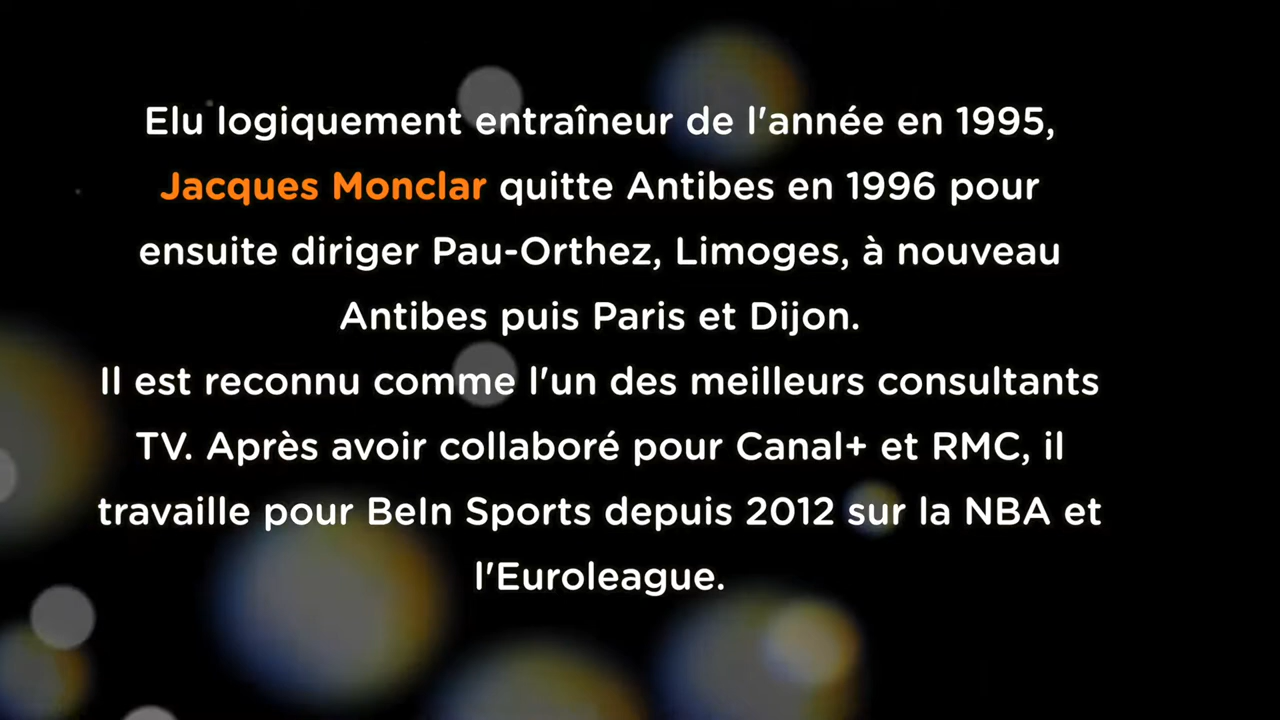 Elu logiquement entraîneur de l'année en 1995,
Jacques Monclar quitte Antibes en 1996 pour
ensuite diriger Pau-Orthez, Limoges, à nouveau
Antibes puis Paris et Dijon.
Il est reconnu comme l'un des meilleurs consultants
TV. Après avoir collaboré pour Canal+ et RMC, il
travaille pour BeIn Sports depuis 2012 sur la NBA et
l'Euroleague.